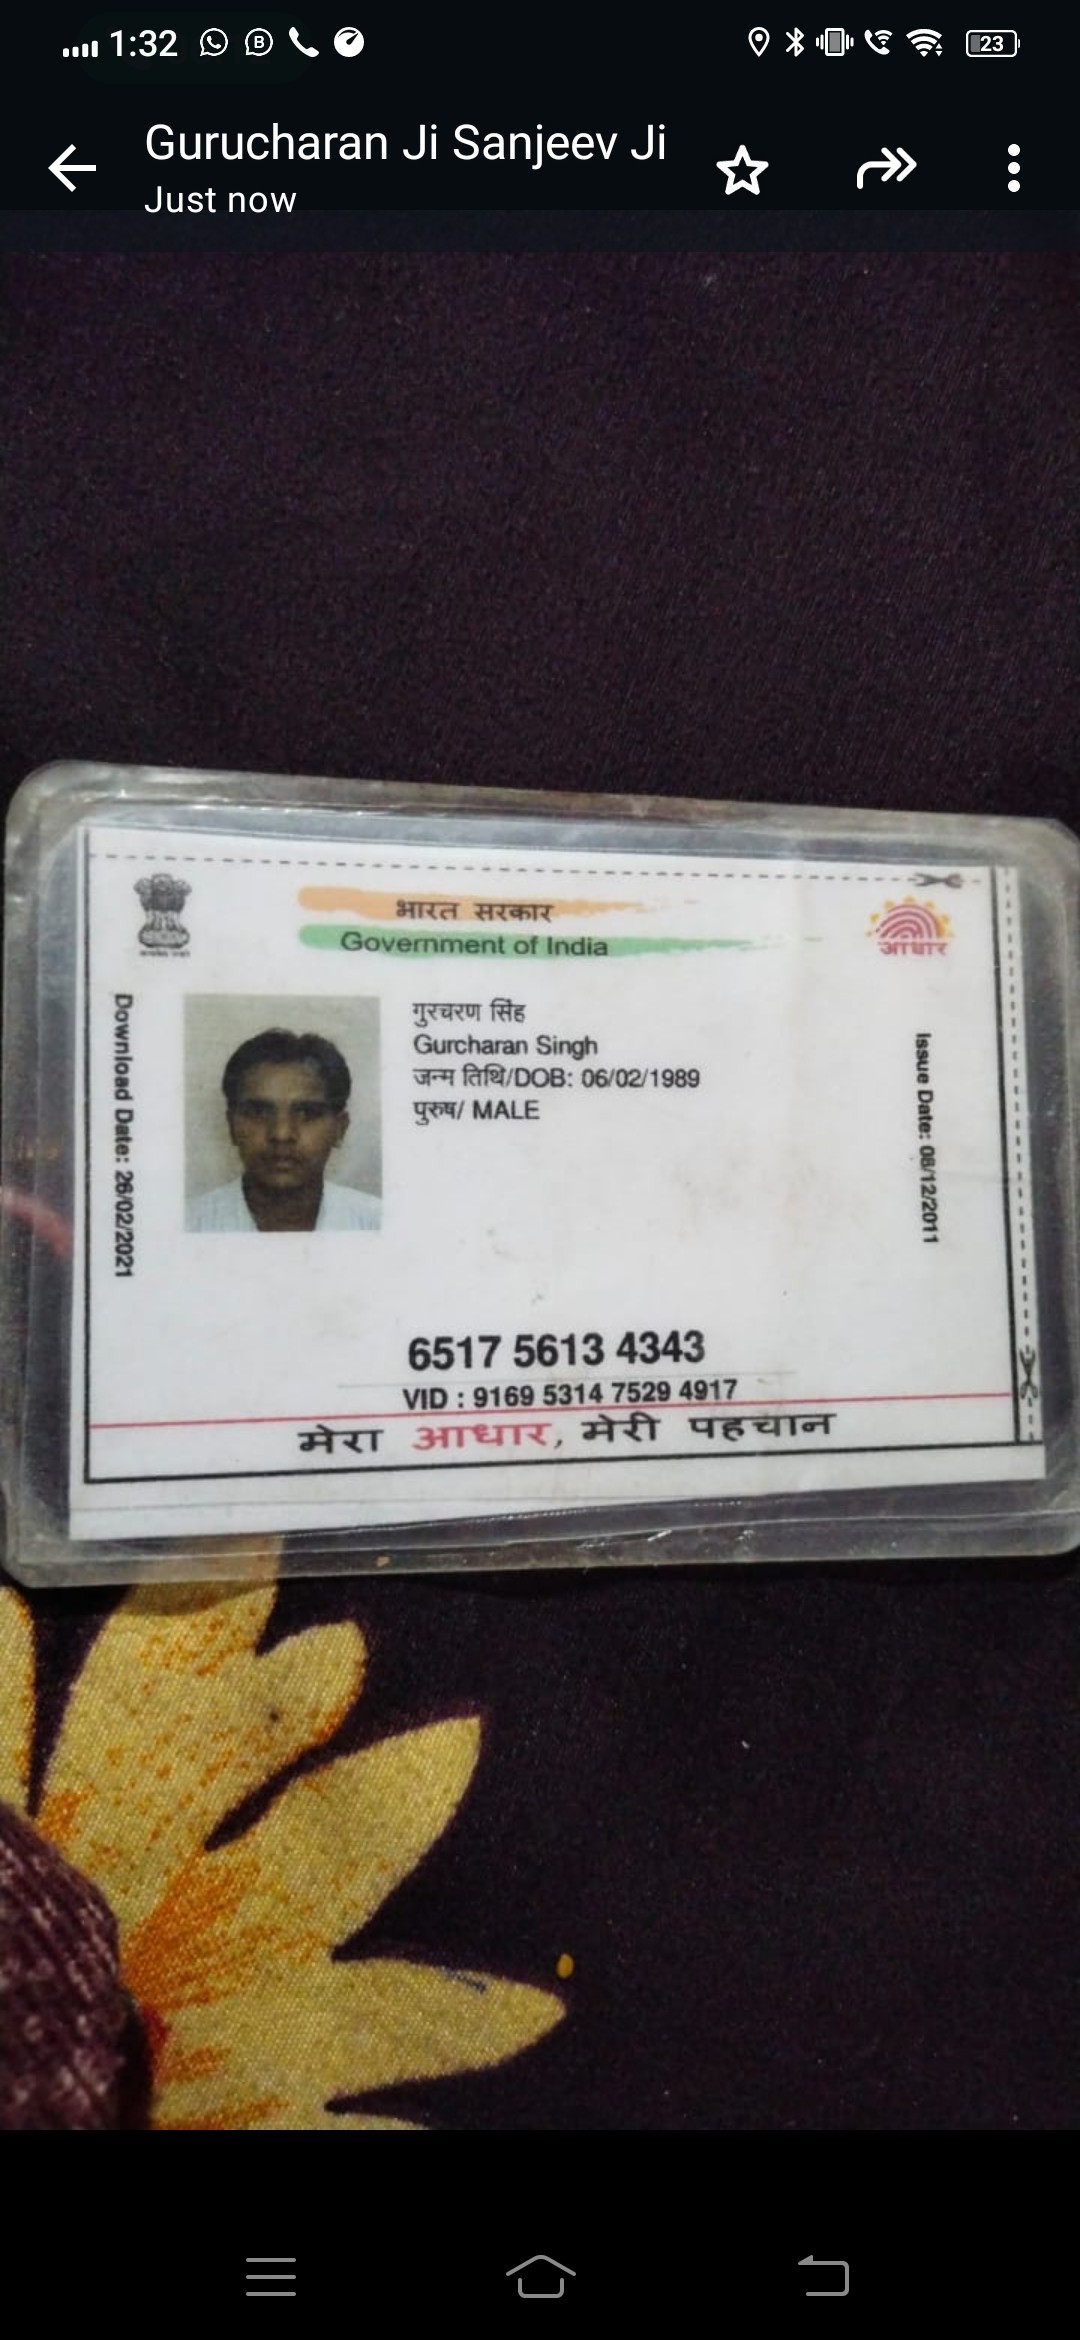 1:32
23
Gurucharan Ji Sanjeev Ji
Just now
भारत सरकार
Government of India
आधार
Download Date: 26/02/2021
गुरचरण सिंह
Gurcharan Singh
जन्म तिथि/DOB: 06/02/1989
पुरुष/ MALE
Issue Date: 08/12/2011
6517 5613 4343
VID : 9169 5314 7529 4917
मेरा आधार, मेरी पहचान